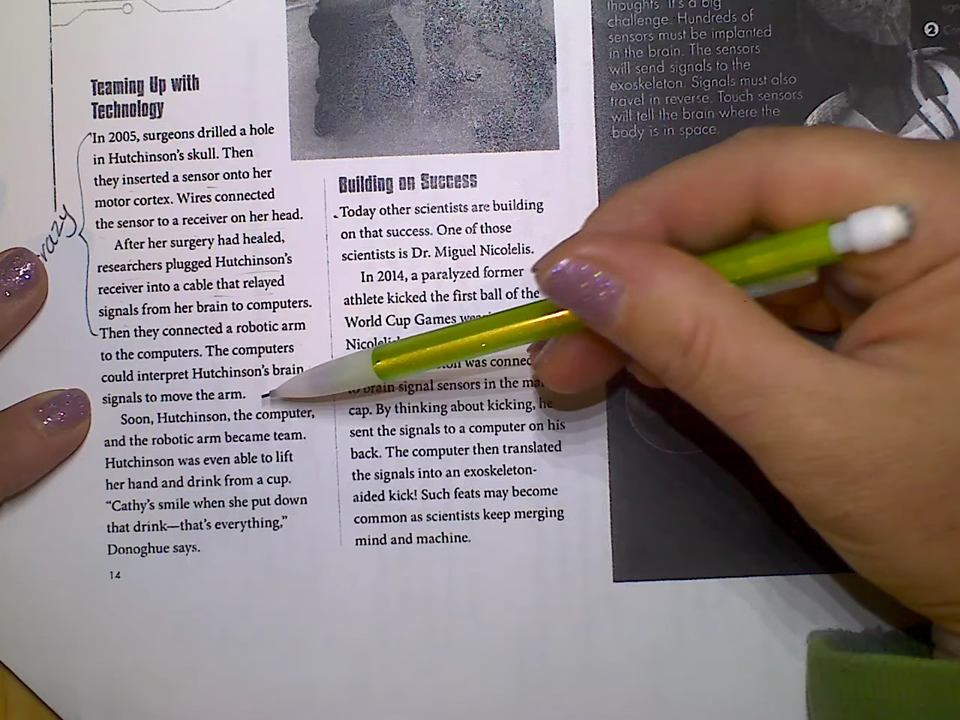 Teaming Up with
Technology
In 2005, surgeons drilled a hole
in Hutchinson's skull. Then
they inserted a sensor onto her
motor cortex. Wires connected
the sensor to a receiver on her head.
After her surgery had healed,
researchers plugged Hutchinson's
receiver into a cable that relayed
signals from her brain to computers.
Then they connected a robotic arm
to the computers. The computers
could interpret Hutchinson's brain
signals to move the arm.
Soon, Hutchinson, the computer,
and the robotic arm became team.
Hutchinson was even able to lift
her hand and drink from a cup.
"Cathy's smile when she put down
that drink—that's everything,"
Donoghue says.
14
Building on Success
Today other scientists are building
on that success. One of those
scientists is Dr. Miguel Nicolelis.
In 2014, a paralyzed former
athlete kicked the first ball of the
World Cup Games
was
to brain signal sensors in the
cap. By thinking about kicking, he
sent the signals to a computer on his
back. The computer then translated
the signals into an exoskeleton-
aided kick! Such feats may become
common as scientists keep merging
mind and machine.
thoughts. It's a big
challenge. Hundreds of
sensors must be implanted
in the brain. The sensors
will send signals to the
exoskeleton. Signals must also
travel in reverse. Touch sensors
will tell the brain where the
body is in space.
2